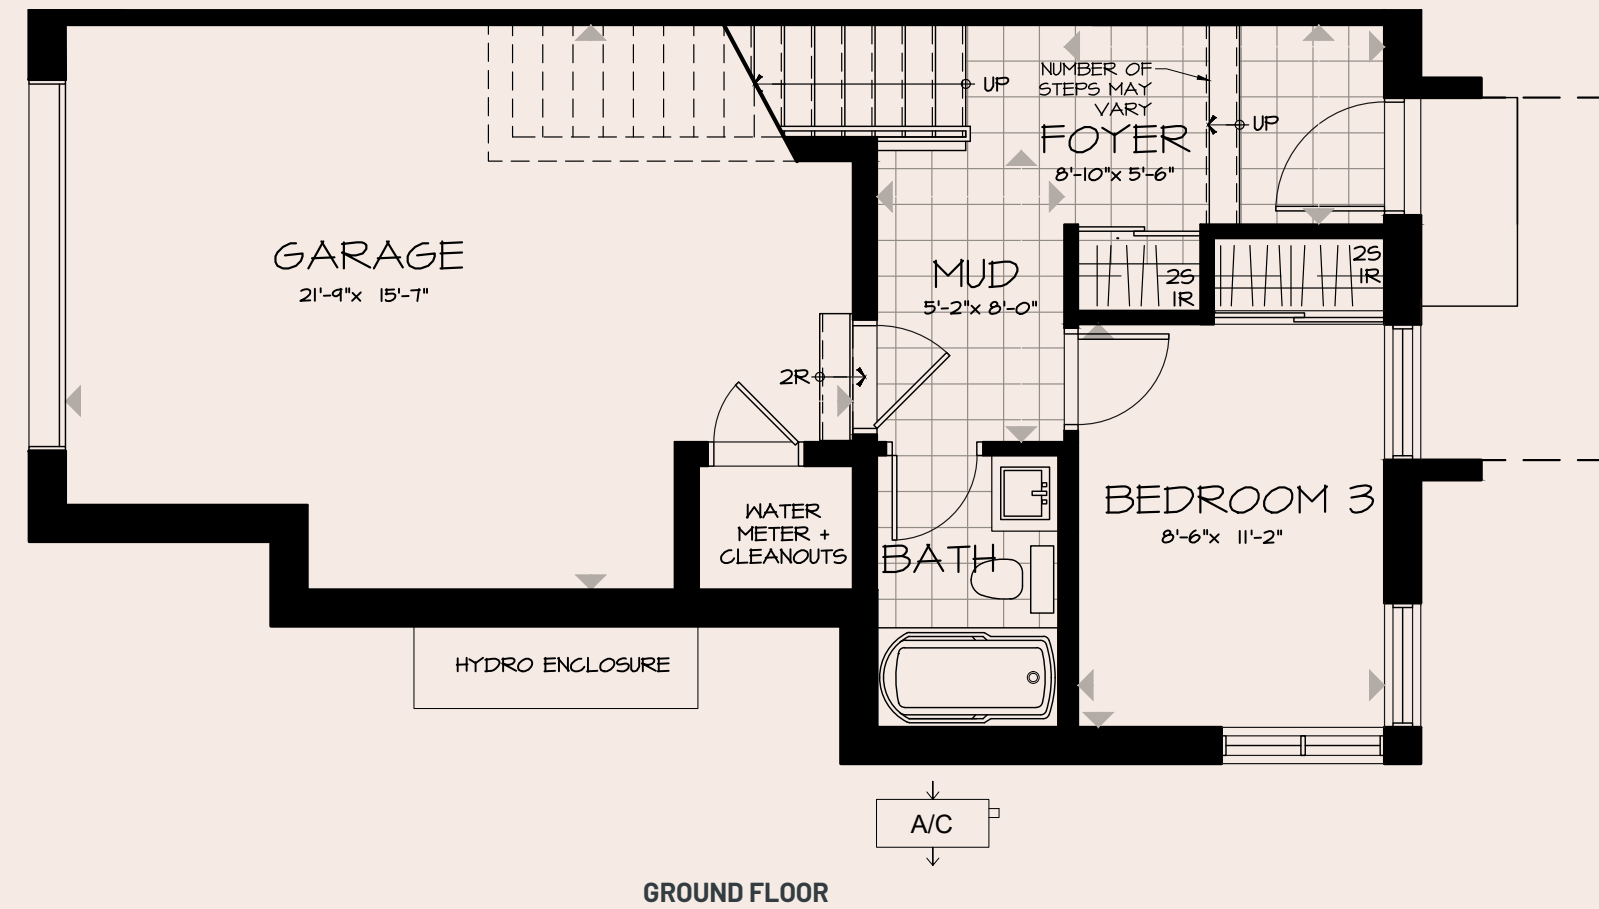 UP
NUMBER OF
STEPS MAY
VARY
UP
FOYER
8'-10"x 5'-6"
GARAGE
21'-9"x 15'-7"
MUD
5'-2"x 8'-0"
2S
1R
2S
1R
2R
WATER
METER +
CLEANOUTS
BATH
BEDROOM 3
8'-6"x 11'-2"
HYDRO ENCLOSURE
A/C
GROUND FLOOR